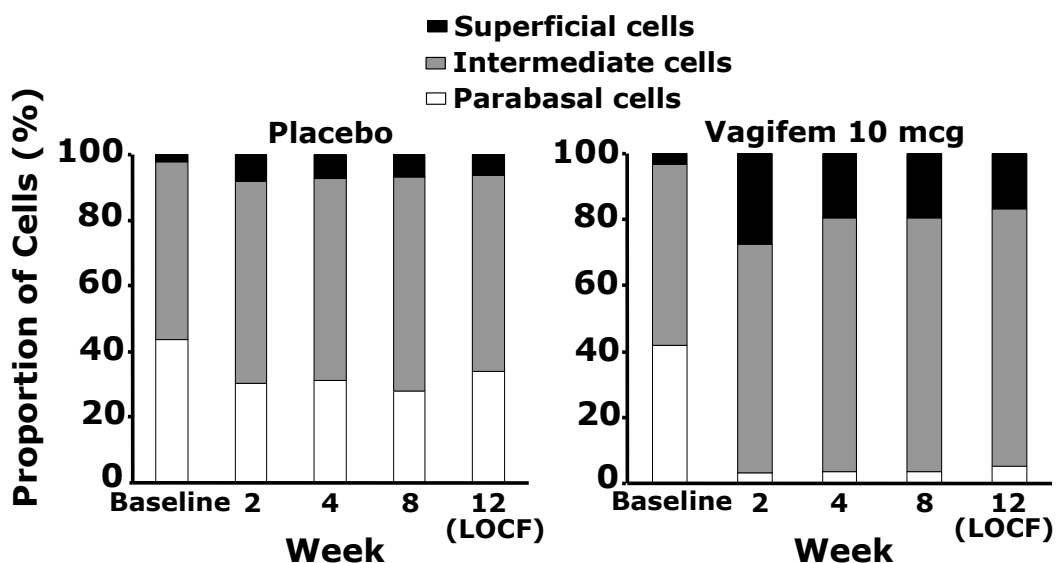 Superficial cells
Intermediate cells
Parabasal cells
Proportion of Cells (%)
Placebo
100
80
60
40
20
0
Baseline 2 4 8 12
(LOCF)
Week
Vagifem 10 mcg
100
80
60
40
20
0
Baseline 2 4 8 12
(LOCF)
Week